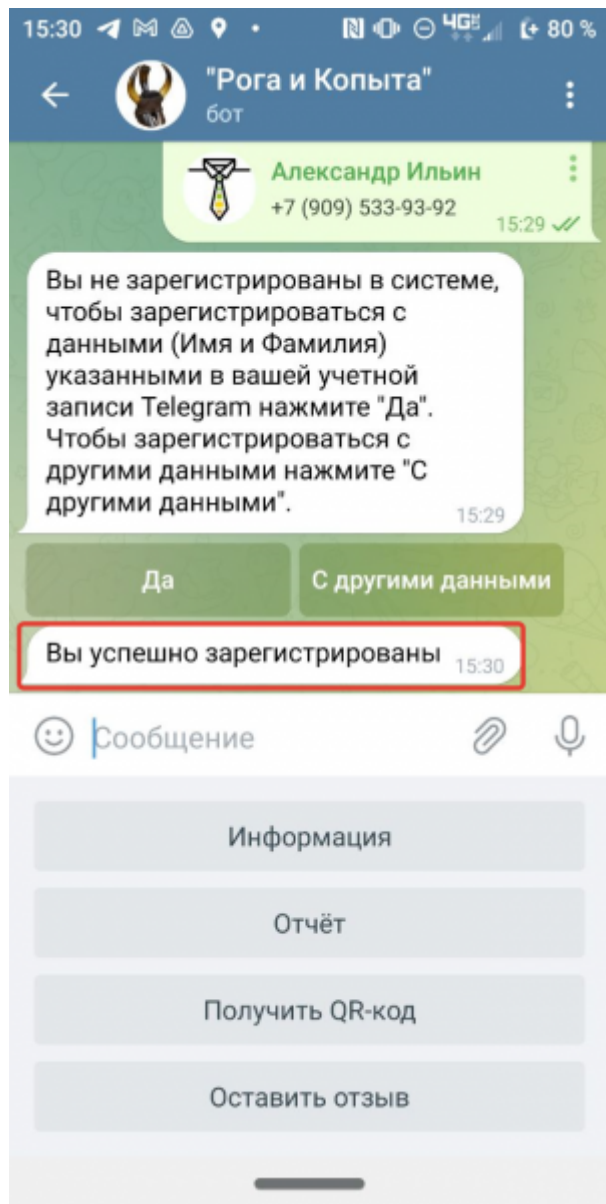 15:30
4G
80 %
"Рога и Копыта"
бот
Александр Ильин
+7 (909) 533-93-92
15:29
Вы не зарегистрированы в системе,
чтобы зарегистрироваться с
данными (Имя и Фамилия)
указанными в вашей учетной
записи Telegram нажмите "Да".
Чтобы зарегистрироваться с
другими данными нажмите "С
другими данными".
15:29
Да
С другими данными
Вы успешно зарегистрированы
15:30
Сообщение
Информация
Отчёт
Получить QR-код
Оставить отзыв